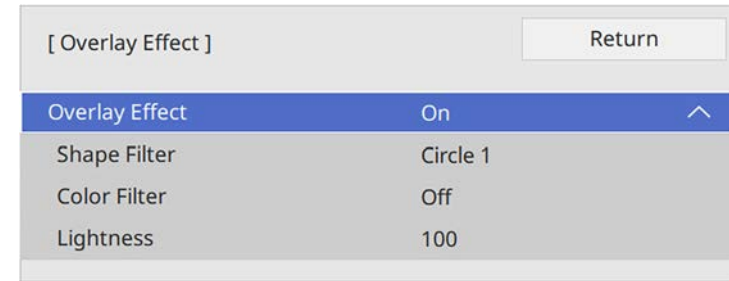 [ Overlay Effect ] Return
Overlay Effect On
Shape Filter Circle 1
Color Filter Off
Lightness 100